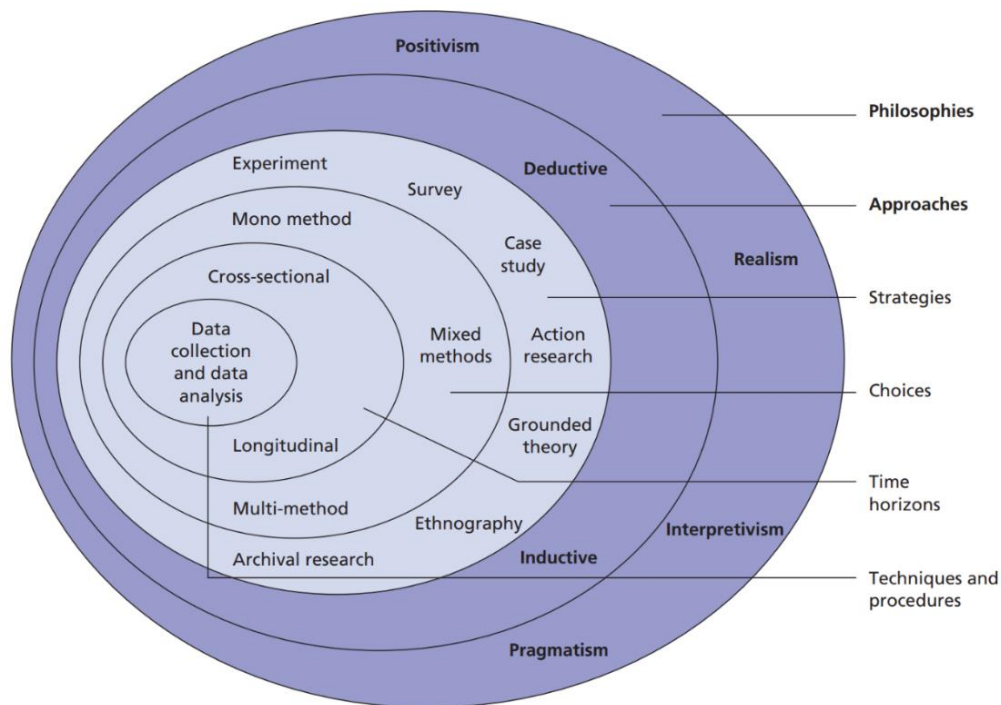 Positivism
Philosophies
Experiment
Deductive
Survey
Approaches
Mono method
Case
study
Realism
Cross-sectional
Strategies
Data
collection
and data
analysis
Mixed
methods
Action
research
Choices
Grounded
theory
Longitudinal
Time
horizons
Multi-method
Ethnography
Interpretivism
Archival research
Inductive
Techniques and
procedures
Pragmatism